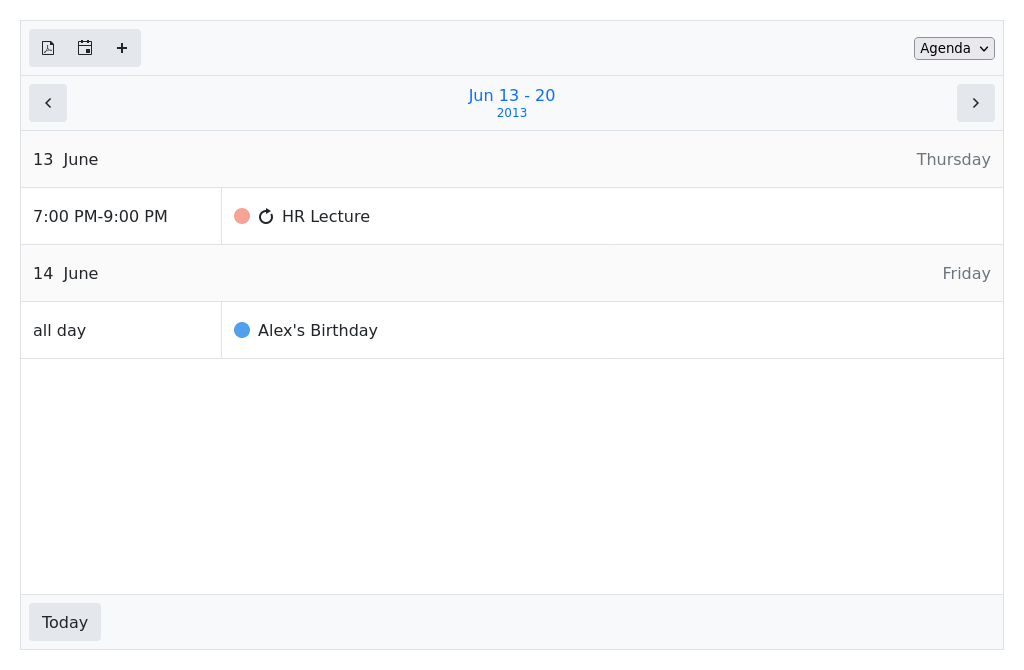 Agenda
Jun 13 - 20
2013
13 June Thursday
7:00 PM-9:00 PM HR Lecture
14 June Friday
all day Alex's Birthday
Today